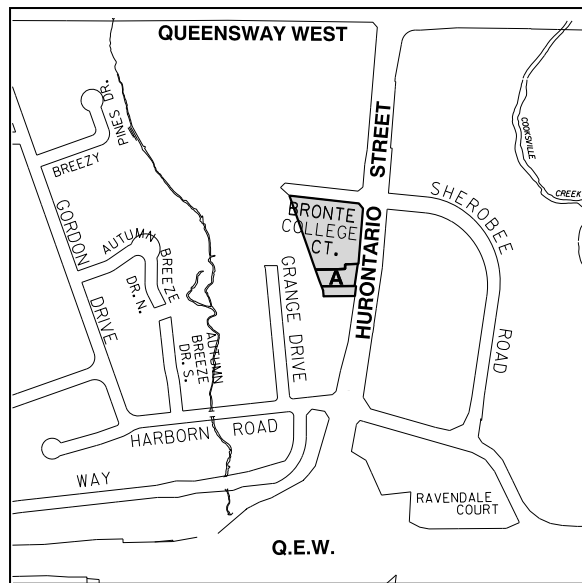 QUEENSWAY WEST
PINES DR.
BREEZY
STREET
COOKSVILLE
CREEK
SHEROBEE
ROAD
BRONTE
COLLEGE
CT.
A
HURONTARIO
GORDON
DRIVE
AUTUMN
BREEZE
DR. N.
GRANGE DRIVE
AUTUMN
BREEZE
DR. S.
HARBORN ROAD
WAY
RAVENDALE
COURT
Q.E.W.